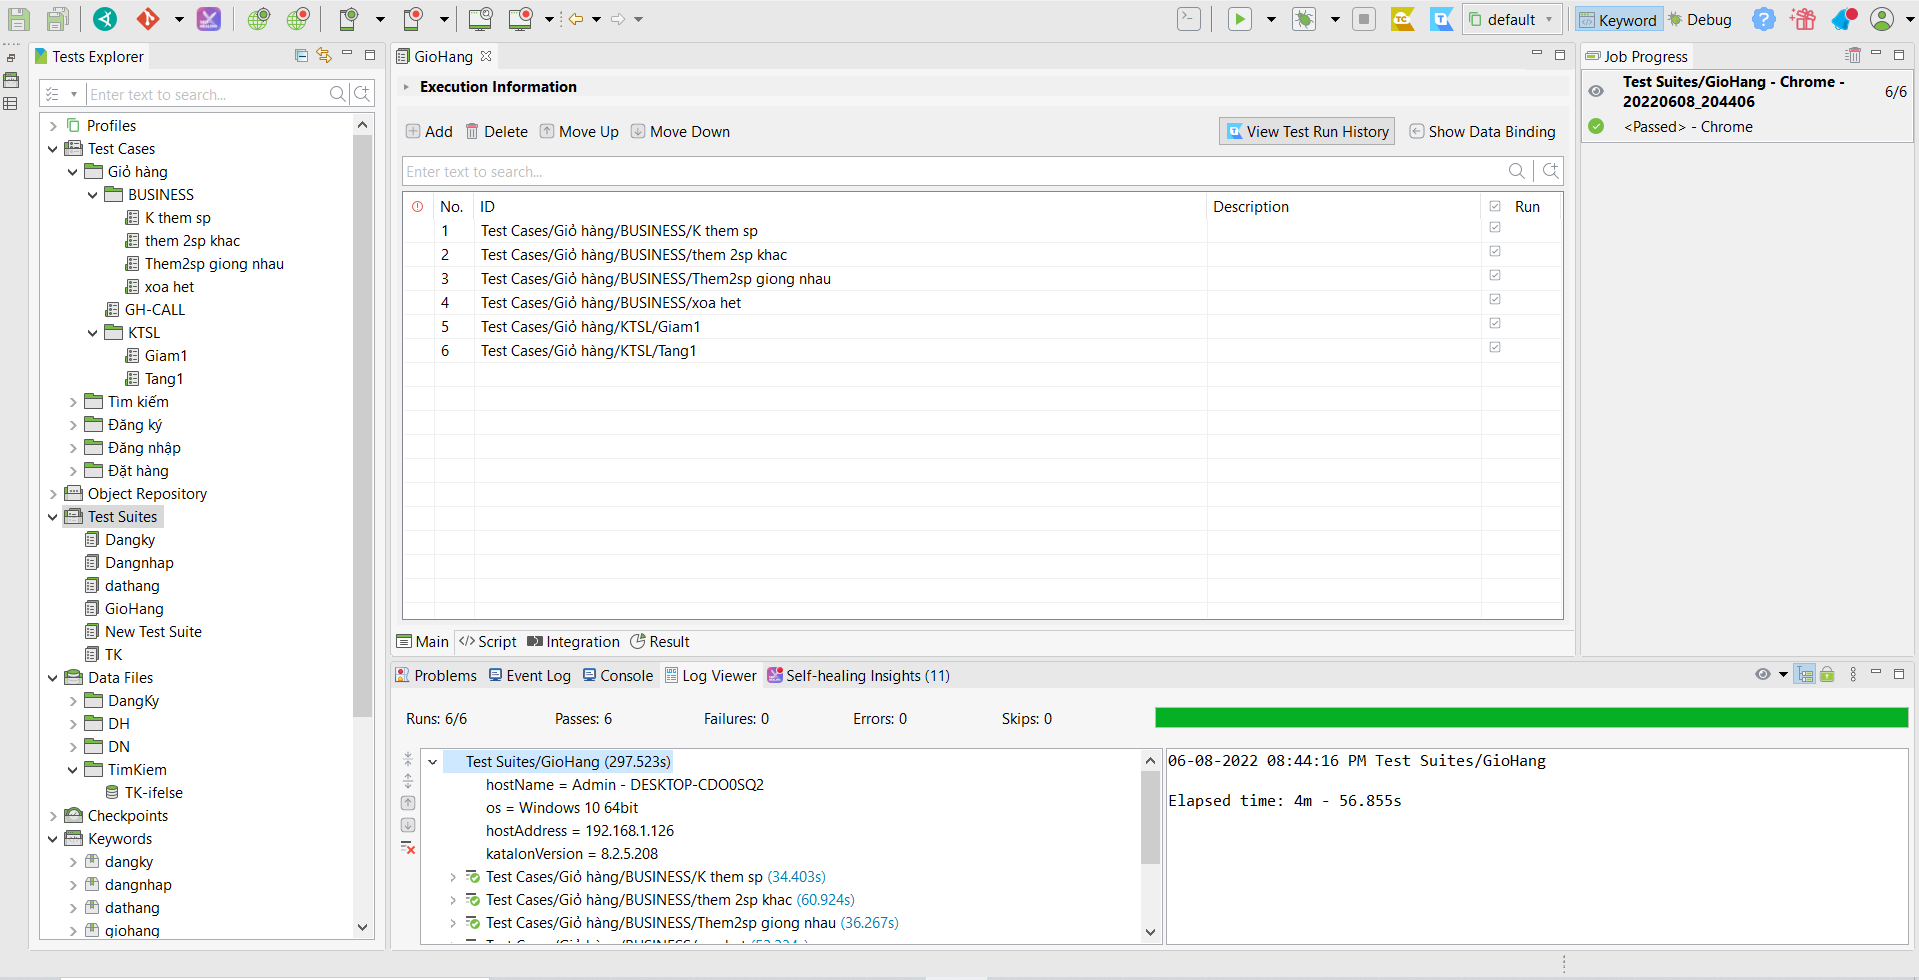 default
Keyword
Debug
Tests Explorer
Enter text to search...
Profiles
Test Cases
Giỏ hàng
BUSINESS
K them sp
them 2sp khac
Them2sp giong nhau
xoa het
GH-CALL
KTSL
Giam1
Tang1
Tìm kiếm
Đăng ký
Đăng nhập
Đặt hàng
Object Repository
Test Suites
Dangky
Dangnhap
dathang
GioHang
New Test Suite
TK
Data Files
DangKy
DH
DN
TimKiem
TK-ifelse
Checkpoints
Keywords
dangky
dangnhap
dathang
giohang
GioHang
Execution Information
Add Delete Move Up Move Down
View Test Run History
Show Data Binding
Enter text to search...
No. ID Description Run
1 Test Cases/Giỏ hàng/BUSINESS/K them sp
2 Test Cases/Giỏ hàng/BUSINESS/them 2sp khac
3 Test Cases/Giỏ hàng/BUSINESS/Them2sp giong nhau
4 Test Cases/Giỏ hàng/BUSINESS/xoa het
5 Test Cases/Giỏ hàng/KTSL/Giam1
6 Test Cases/Giỏ hàng/KTSL/Tang1
Main Script Integration Result
Job Progress
Test Suites/GioHang - Chrome -
20220608_204406
6/6
<Passed> - Chrome
Problems Event Log Console Log Viewer Self-healing Insights (11)
Runs: 6/6 Passes: 6 Failures: 0 Errors: 0 Skips: 0
Test Suites/GioHang (297.523s)
hostName = Admin - DESKTOP-CDO0SQ2
os = Windows 10 64bit
hostAddress = 192.168.1.126
katalonVersion = 8.2.5.208
Test Cases/Giỏ hàng/BUSINESS/K them sp (34.403s)
Test Cases/Giỏ hàng/BUSINESS/them 2sp khac (60.924s)
Test Cases/Giỏ hàng/BUSINESS/Them2sp giong nhau (36.267s)
06-08-2022 08:44:16 PM Test Suites/GioHang
Elapsed time: 4m - 56.855s